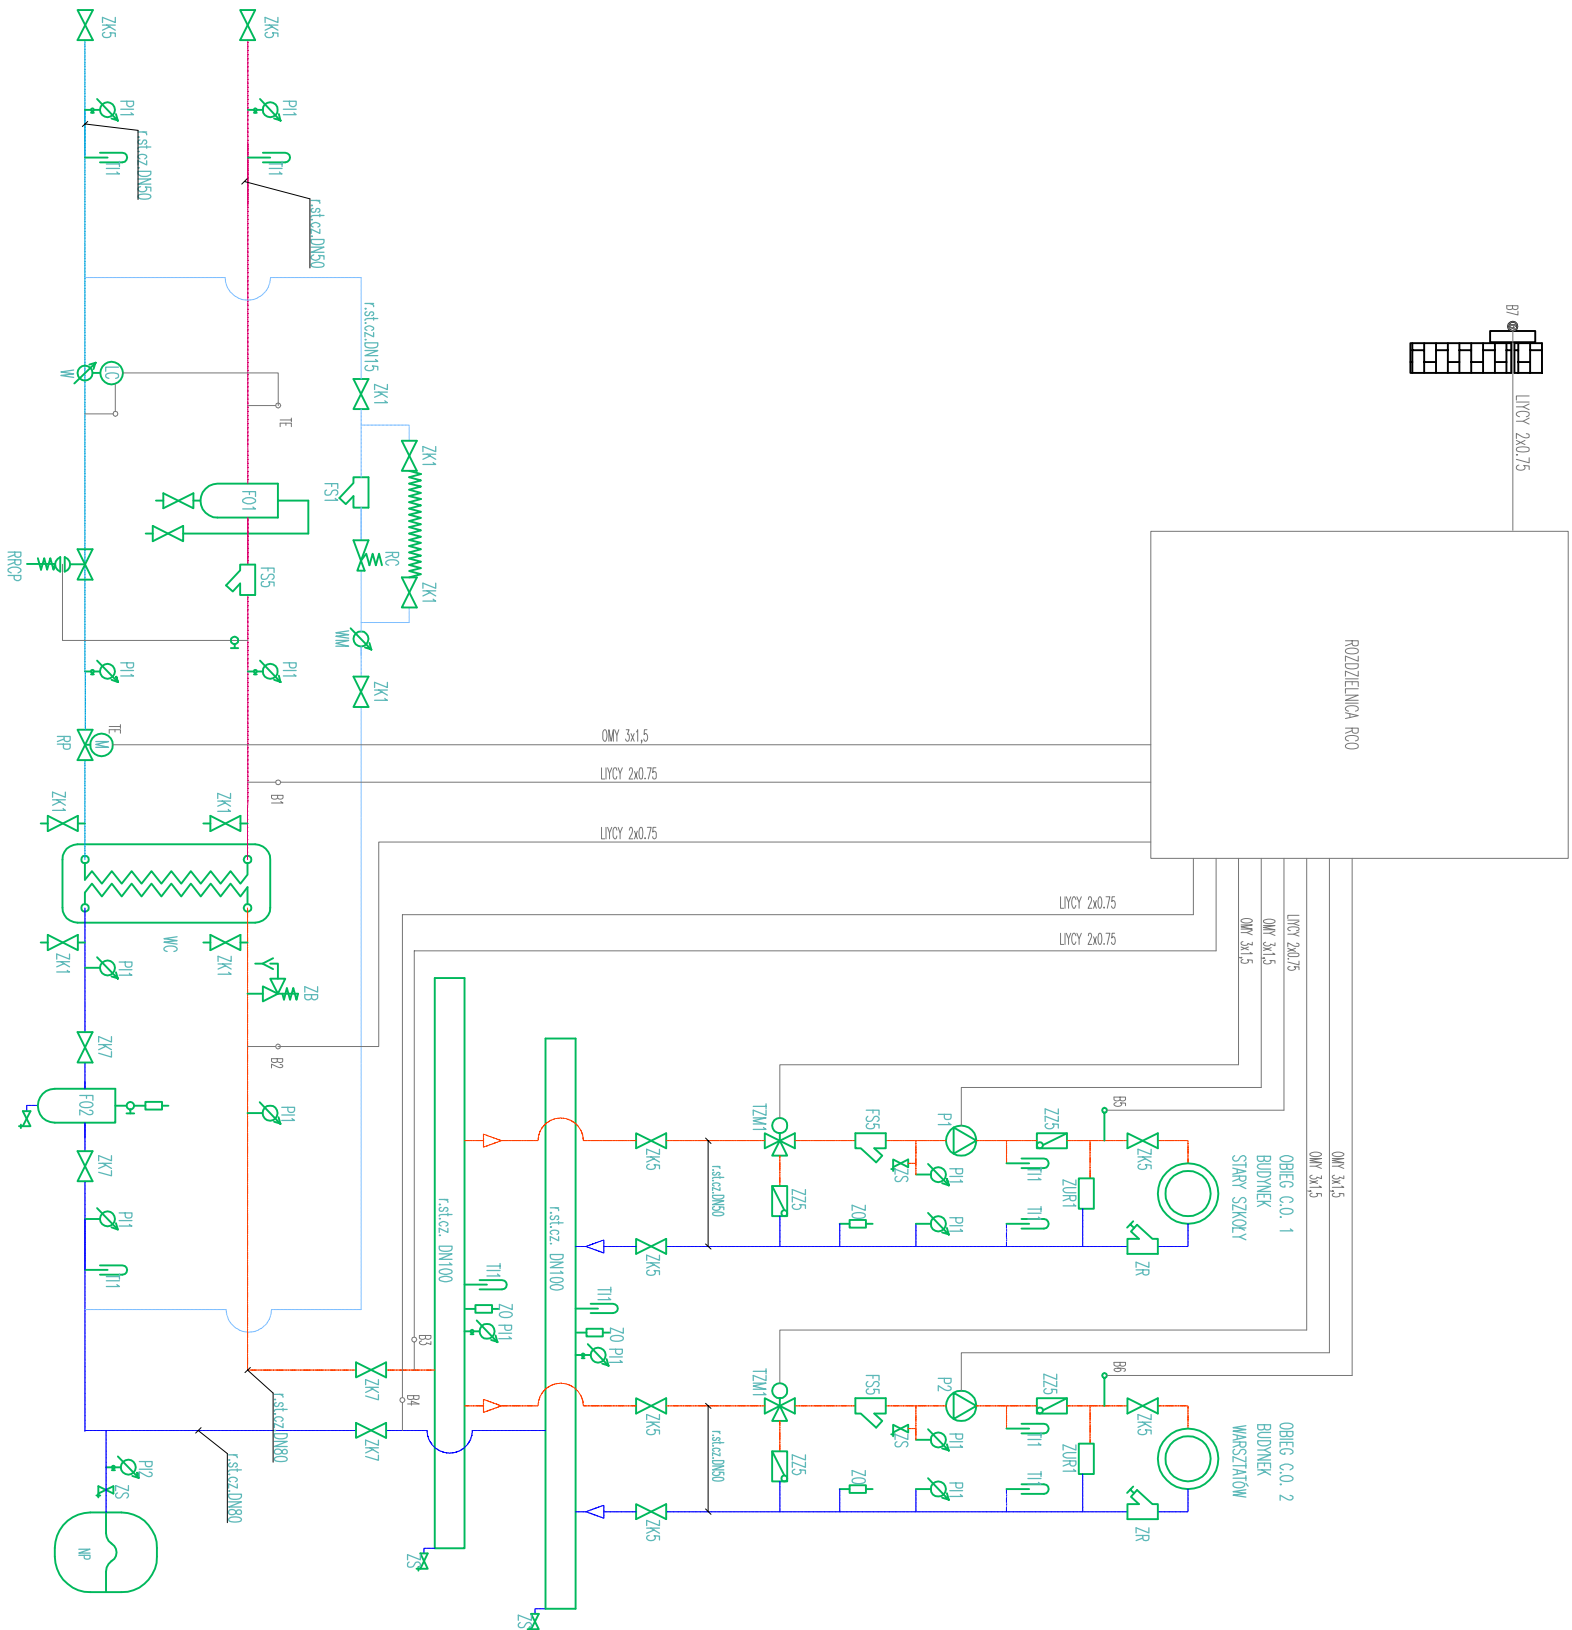 ZK5
ZK5
PI1
PI1
TI1
TI1
r.st.cz.DN50
r.st.cz.DN50
r.st.cz.DN15
W
LC
TE
ZK1
ZK1
FS1
RC
ZK1
WM
ZK1
FO1
FS5
RRCP
PI1
PI1
TE
RP
M
B1
ZK1
ZK1
WC
ZK1
ZK1
PI1
ZB
ZK7
B2
FO2
PI1
ZK7
PI1
TI1
B7
LIYCY 2x0.75
ROZDZIELNICA RCO
OMY 3x1,5
LIYCY 2x0.75
LIYCY 2x0.75
LIYCY 2x0.75
LIYCY 2x0.75
OMY 3x1,5
OMY 3x1,5
LIYCY 2x0.75
OMY 3x1,5
OMY 3x1,5
r.st.cz. DN100
r.st.cz. DN100
TI1
ZO
PI1
TI1
ZO
PI1
B3
B4
ZK7
ZK7
r.st.cz.DN80
r.st.cz.DN80
PI2
ZS
NP
ZS
ZS
ZK5
r.st.cz.DN50
TZM1
FS5
P1
ZZ5
B5
ZK5
OBIEG C.O. 1
BUDYNEK
STARY SZKOŁY
ZS
PI1
TI1
ZUR1
ZZ5
ZO
PI1
TI1
ZR
ZK5
ZK5
r.st.cz.DN50
TZM1
FS5
P2
ZZ5
B6
ZK5
OBIEG C.O. 2
BUDYNEK
WARSZTATÓW
ZS
PI1
TI1
ZUR1
ZZ5
ZO
PI1
TI1
ZR
ZK5